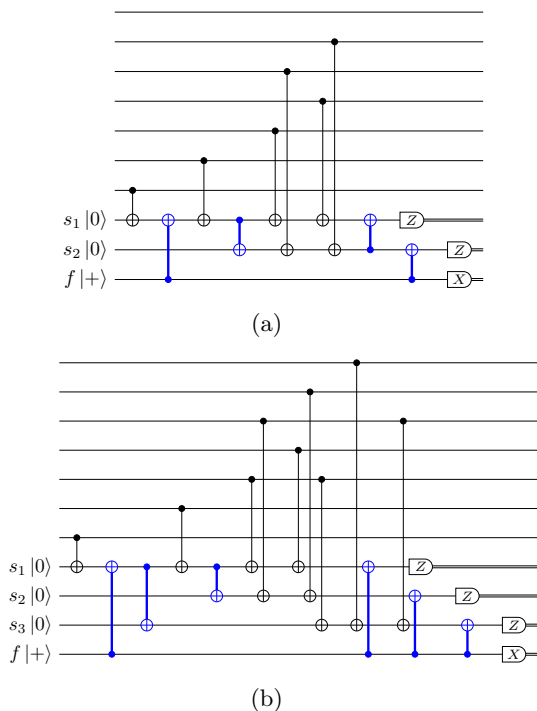 s₁ |0⟩ Z
s₂ |0⟩ Z
f |+⟩ X
(a)
s₁ |0⟩ Z
s₂ |0⟩ Z
s₃ |0⟩ Z
f |+⟩ X
(b)